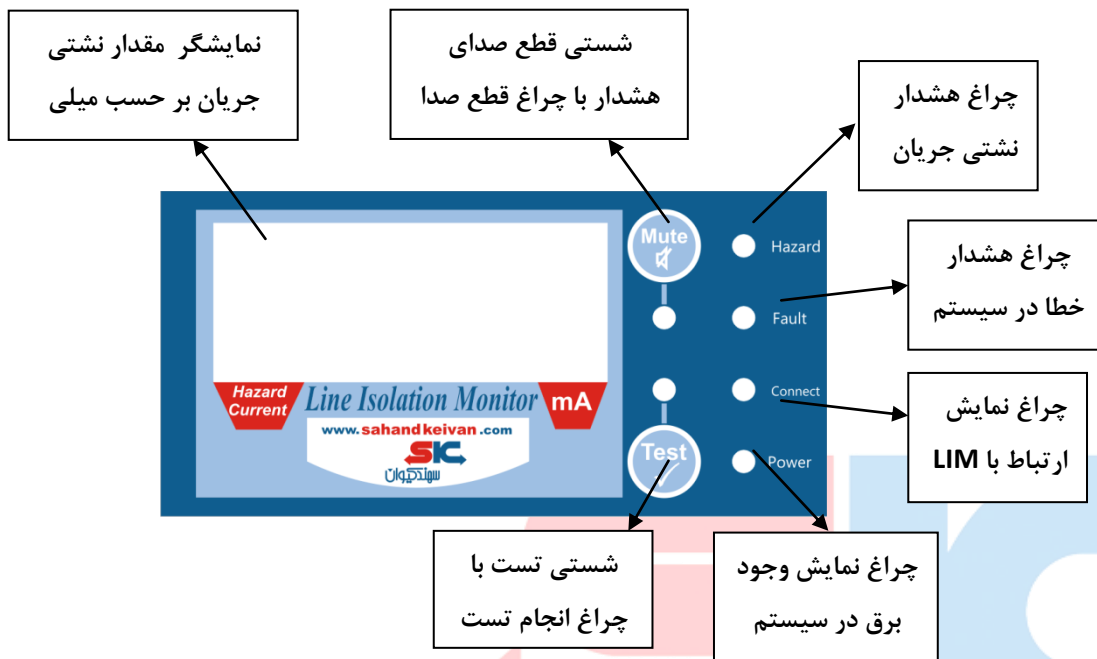 نمایشگر مقدار نشتی
جریان بر حسب میلی
شستی قطع صدای
هشدار با چراغ قطع صدا
چراغ هشدار
نشتی جریان
چراغ هشدار
خطا در سیستم
چراغ نمایش
ارتباط با LIM
Mute
Hazard
Fault
Connect
Test
Power
Hazard
Current
Line Isolation Monitor
mA
www.sahandkeivan.com
SK
سهندکیوان
شستی تست با
چراغ انجام تست
چراغ نمایش وجود
برق در سیستم